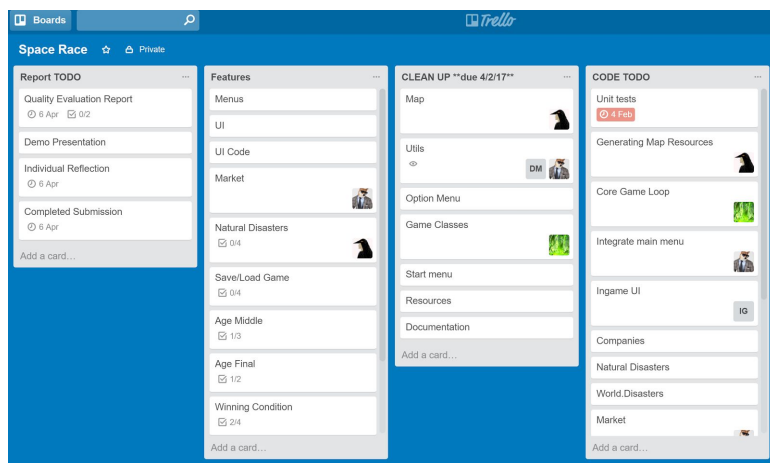 Boards
Trello
Space Race
Private
Report TODO
Quality Evaluation Report
6 Apr 0/2
Demo Presentation
Individual Reflection
6 Apr
Completed Submission
6 Apr
Add a card...
Features
Menus
UI
UI Code
Market
Natural Disasters
0/4
Save/Load Game
0/4
Age Middle
1/3
Age Final
1/2
Winning Condition
2/4
Add a card...
CLEAN UP **due 4/2/17**
Map
Utils
DM
Option Menu
Game Classes
Start menu
Resources
Documentation
Add a card...
CODE TODO
Unit tests
4 Feb
Generating Map Resources
Core Game Loop
Integrate main menu
Ingame UI
IG
Companies
Natural Disasters
World.Disasters
Market
Add a card...